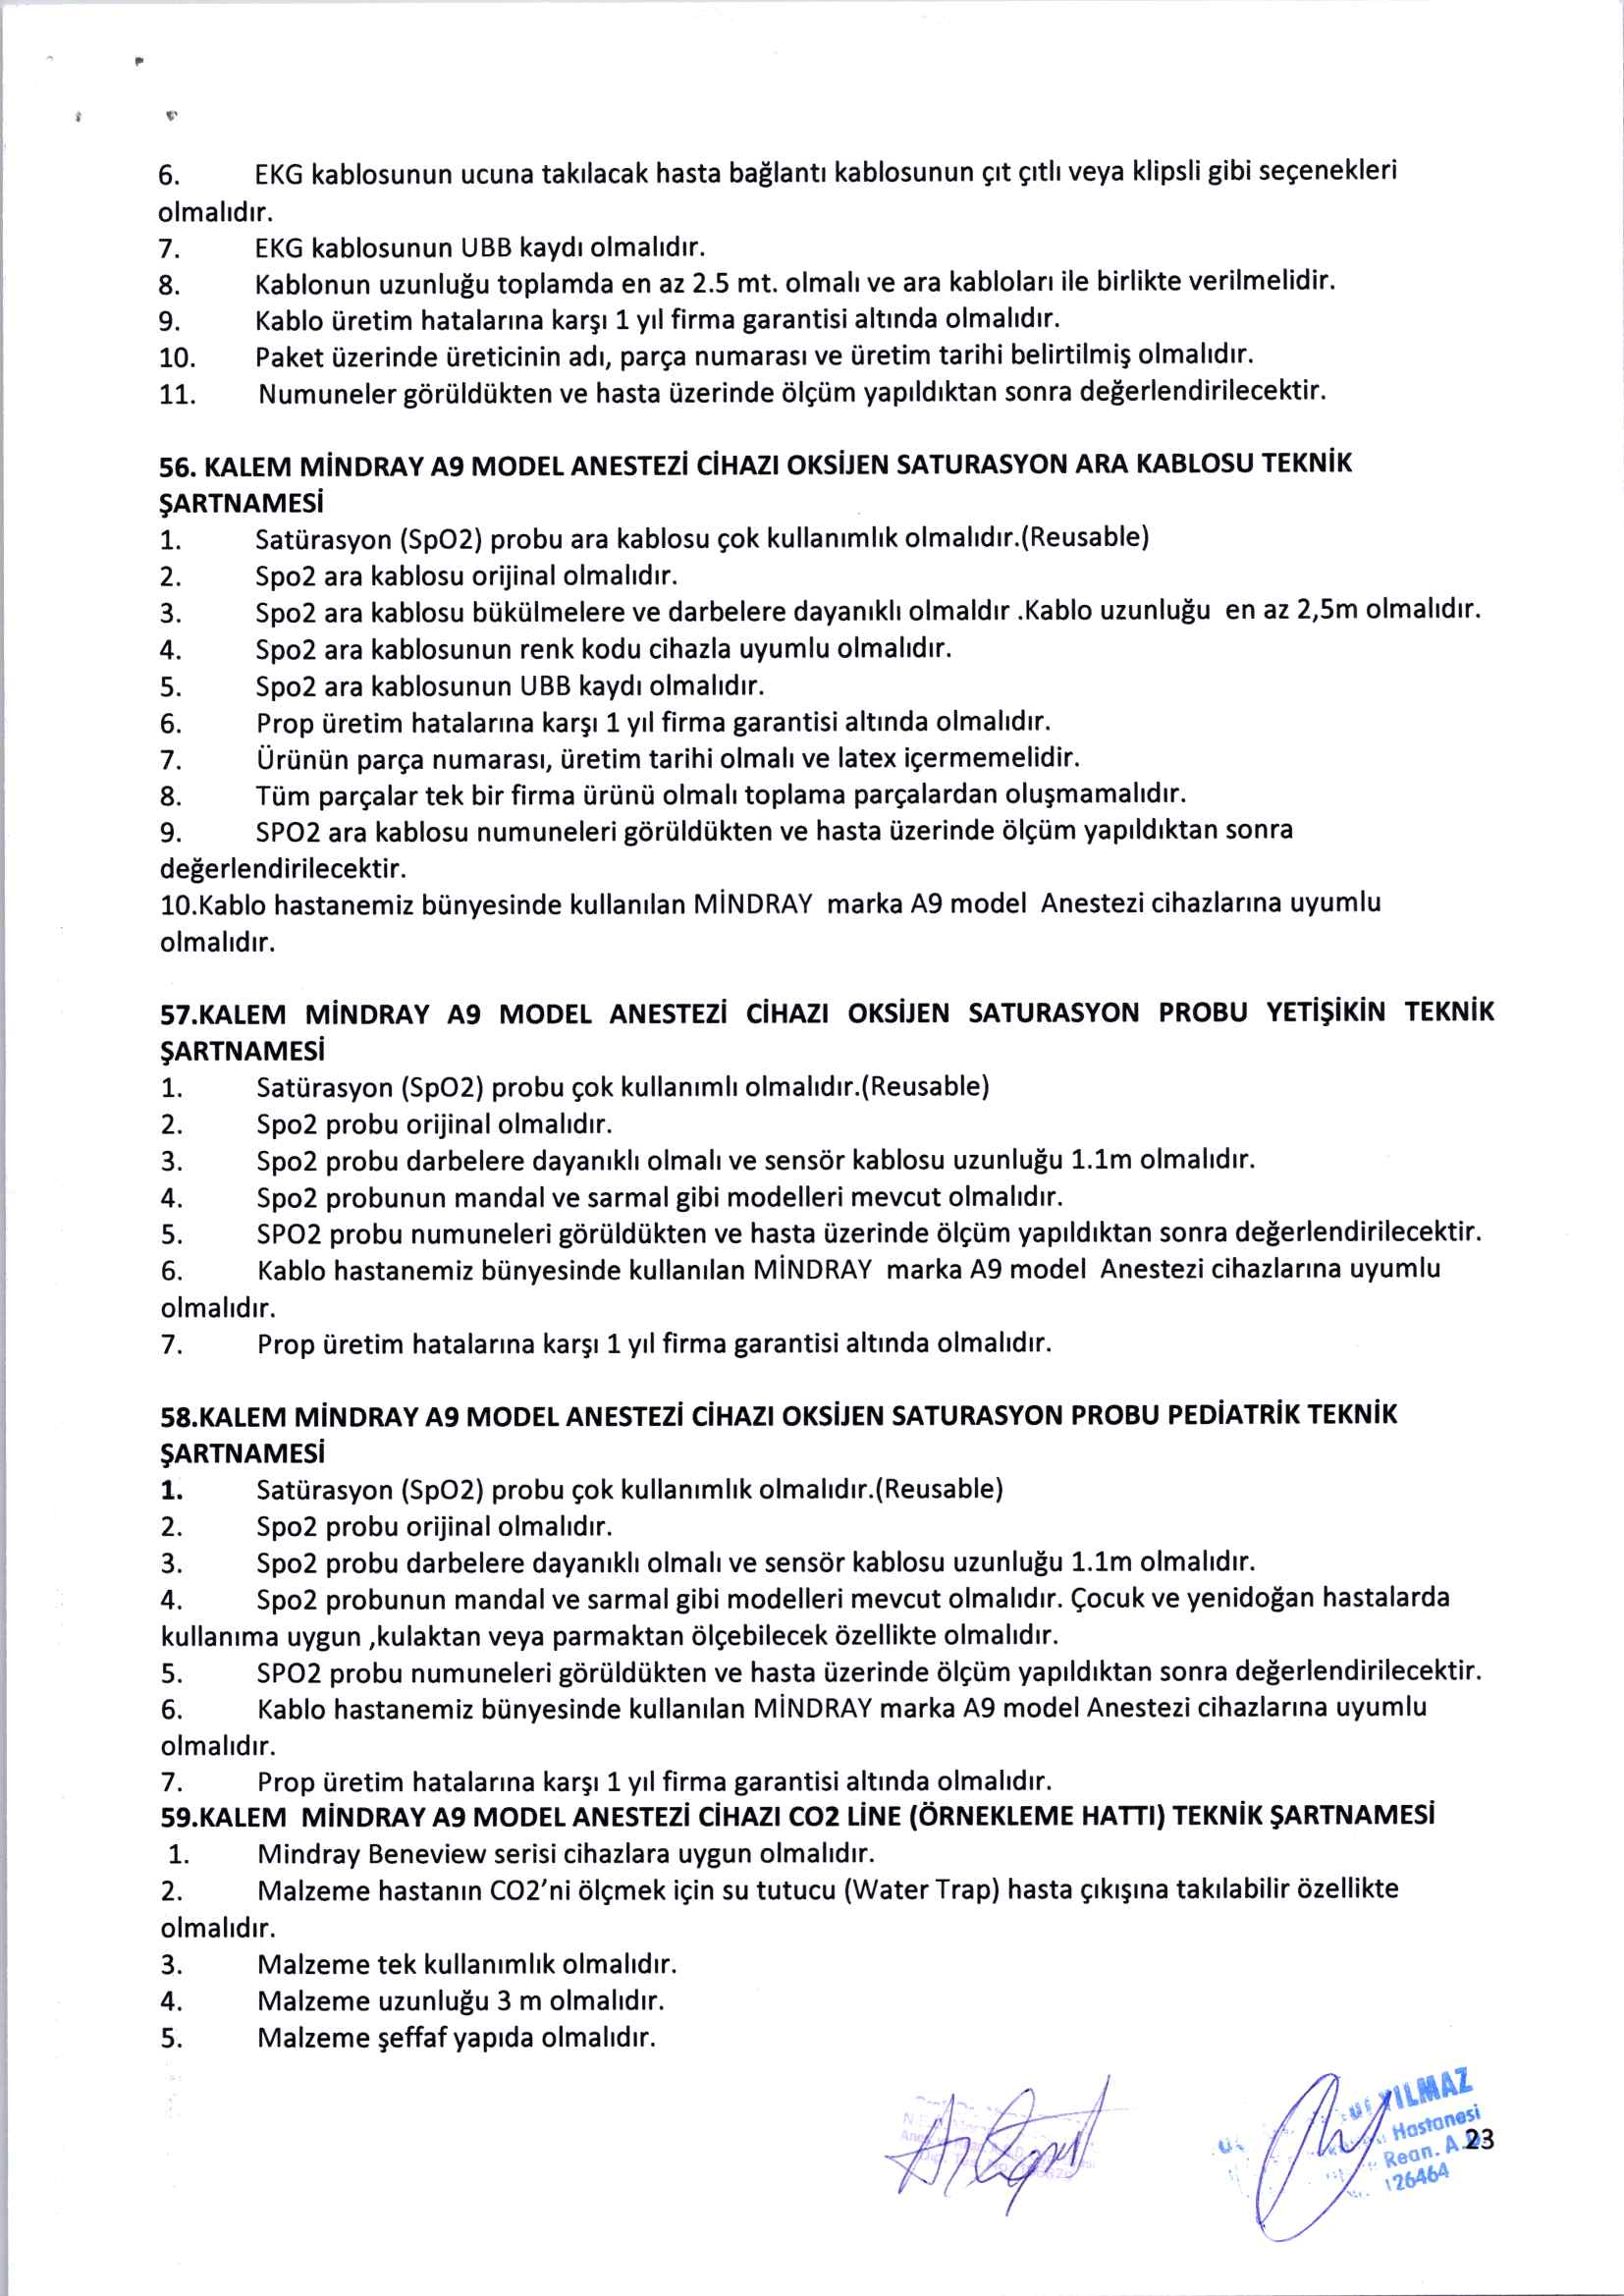 6. EKG kablosunun ucuna takılacak hasta bağlantı kablosunun çıt çıtlı veya klipsli gibi seçenekleri
olmalıdır.
7. EKG kablosunun UBB kaydı olmalıdır.
8. Kablonun uzunluğu toplamda en az 2.5 mt. olmalı ve ara kabloları ile birlikte verilmelidir.
9. Kablo üretim hatalarına karşı 1 yıl firma garantisi altında olmalıdır.
10. Paket üzerinde üreticinin adı, parça numarası ve üretim tarihi belirtilmiş olmalıdır.
11. Numuneler görüldükten ve hasta üzerinde ölçüm yapıldıktan sonra değerlendirilecektir.
56. KALEM MİNDRAY A9 MODEL ANESTEZİ CİHAZI OKSİJEN SATURASYON ARA KABLOSU TEKNİK
ŞARTNAMESİ
1. Satürasyon (SpO2) probu ara kablosu çok kullanımlık olmalıdır.(Reusable)
2. Spo2 ara kablosu orijinal olmalıdır.
3. Spo2 ara kablosu bükülmelere ve darbelere dayanıklı olmaldır .Kablo uzunluğu en az 2,5m olmalıdır.
4. Spo2 ara kablosunun renk kodu cihazla uyumlu olmalıdır.
5. Spo2 ara kablosunun UBB kaydı olmalıdır.
6. Prop üretim hatalarına karşı 1 yıl firma garantisi altında olmalıdır.
7. Ürünün parça numarası, üretim tarihi olmalı ve latex içermemelidir.
8. Tüm parçalar tek bir firma ürünü olmalı toplama parçalardan oluşmamalıdır.
9. SPO2 ara kablosu numuneleri görüldükten ve hasta üzerinde ölçüm yapıldıktan sonra
değerlendirilecektir.
10.Kablo hastanemiz bünyesinde kullanılan MİNDRAY marka A9 model Anestezi cihazlarına uyumlu
olmalıdır.
57.KALEM MİNDRAY A9 MODEL ANESTEZİ CİHAZI OKSİJEN SATURASYON PROBU YETİŞİKİN TEKNİK
ŞARTNAMESİ
1. Satürasyon (SpO2) probu çok kullanımlı olmalıdır.(Reusable)
2. Spo2 probu orijinal olmalıdır.
3. Spo2 probu darbelere dayanıklı olmalı ve sensör kablosu uzunluğu 1.1m olmalıdır.
4. Spo2 probunun mandal ve sarmal gibi modelleri mevcut olmalıdır.
5. SPO2 probu numuneleri görüldükten ve hasta üzerinde ölçüm yapıldıktan sonra değerlendirilecektir.
6. Kablo hastanemiz bünyesinde kullanılan MİNDRAY marka A9 model Anestezi cihazlarına uyumlu
olmalıdır.
7. Prop üretim hatalarına karşı 1 yıl firma garantisi altında olmalıdır.
58.KALEM MİNDRAY A9 MODEL ANESTEZİ CİHAZI OKSİJEN SATURASYON PROBU PEDİATRİK TEKNİK
ŞARTNAMESİ
1. Satürasyon (SpO2) probu çok kullanımlık olmalıdır.(Reusable)
2. Spo2 probu orijinal olmalıdır.
3. Spo2 probu darbelere dayanıklı olmalı ve sensör kablosu uzunluğu 1.1m olmalıdır.
4. Spo2 probunun mandal ve sarmal gibi modelleri mevcut olmalıdır. Çocuk ve yenidoğan hastalarda
kullanıma uygun ,kulaktan veya parmaktan ölçebilecek özellikte olmalıdır.
5. SPO2 probu numuneleri görüldükten ve hasta üzerinde ölçüm yapıldıktan sonra değerlendirilecektir.
6. Kablo hastanemiz bünyesinde kullanılan MİNDRAY marka A9 model Anestezi cihazlarına uyumlu
olmalıdır.
7. Prop üretim hatalarına karşı 1 yıl firma garantisi altında olmalıdır.
59.KALEM MİNDRAY A9 MODEL ANESTEZİ CİHAZI CO2 LİNE (ÖRNEKLEME HATTI) TEKNİK ŞARTNAMESİ
1. Mindray Beneview serisi cihazlara uygun olmalıdır.
2. Malzeme hastanın CO2’ni ölçmek için su tutucu (Water Trap) hasta çıkışına takılabilir özellikte
olmalıdır.
3. Malzeme tek kullanımlık olmalıdır.
4. Malzeme uzunluğu 3 m olmalıdır.
5. Malzeme şeffaf yapıda olmalıdır.
YILMAZ
Hastanesi
Rean. A.D.
126464
23